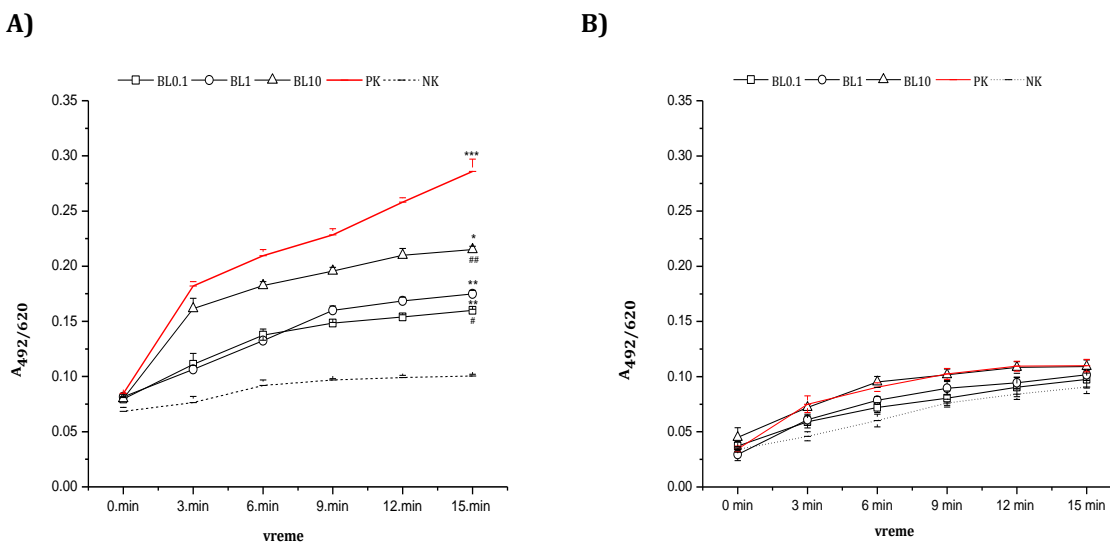 A)
BL0.1 BL1 BL10 PK NK
0.35
0.30
0.25
0.20
0.15
0.10
0.05
0.00
A492/620
***
*
##
**
**
#
0.min 3.min 6.min 9.min 12.min 15.min
vreme
B)
BL0.1 BL1 BL10 PK NK
0.35
0.30
0.25
0.20
0.15
0.10
0.05
0.00
A492/620
0 min 3 min 6 min 9 min 12 min 15 min
vreme